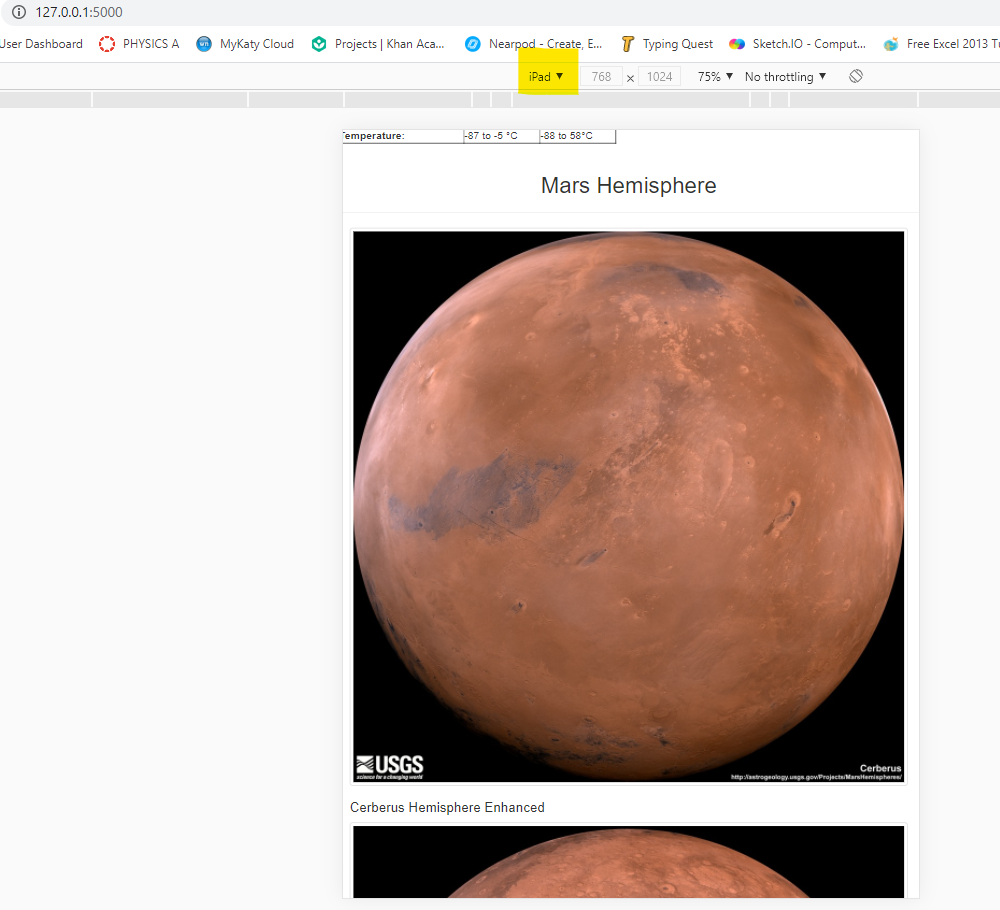 127.0.0.1:5000
User Dashboard PHYSICS A MyKaty Cloud Projects | Khan Aca... Nearpod - Create, E... Typing Quest Sketch.IO - Comput... Free Excel 2013 Tu
iPad ▼ 768 x 1024 75% ▼ No throttling ▼
Temperature: -87 to -5 °C -88 to 58°C
Mars Hemisphere
USGS
science for a changing world
Cerberus
http://astrogeology.usgs.gov/Projects/MarsHemispheres/
Cerberus Hemisphere Enhanced